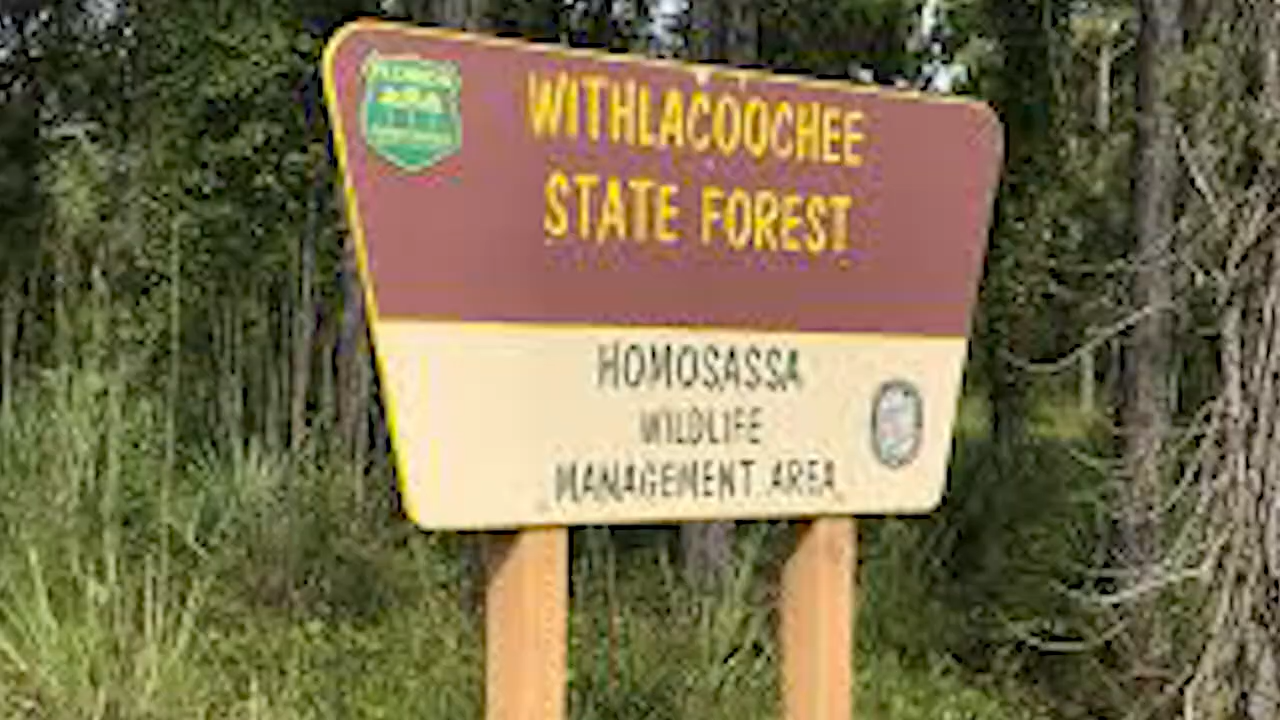 WITHLACOOCHEE
STATE FOREST
HOMOSASSA
WILDLIFE
MANAGEMENT AREA